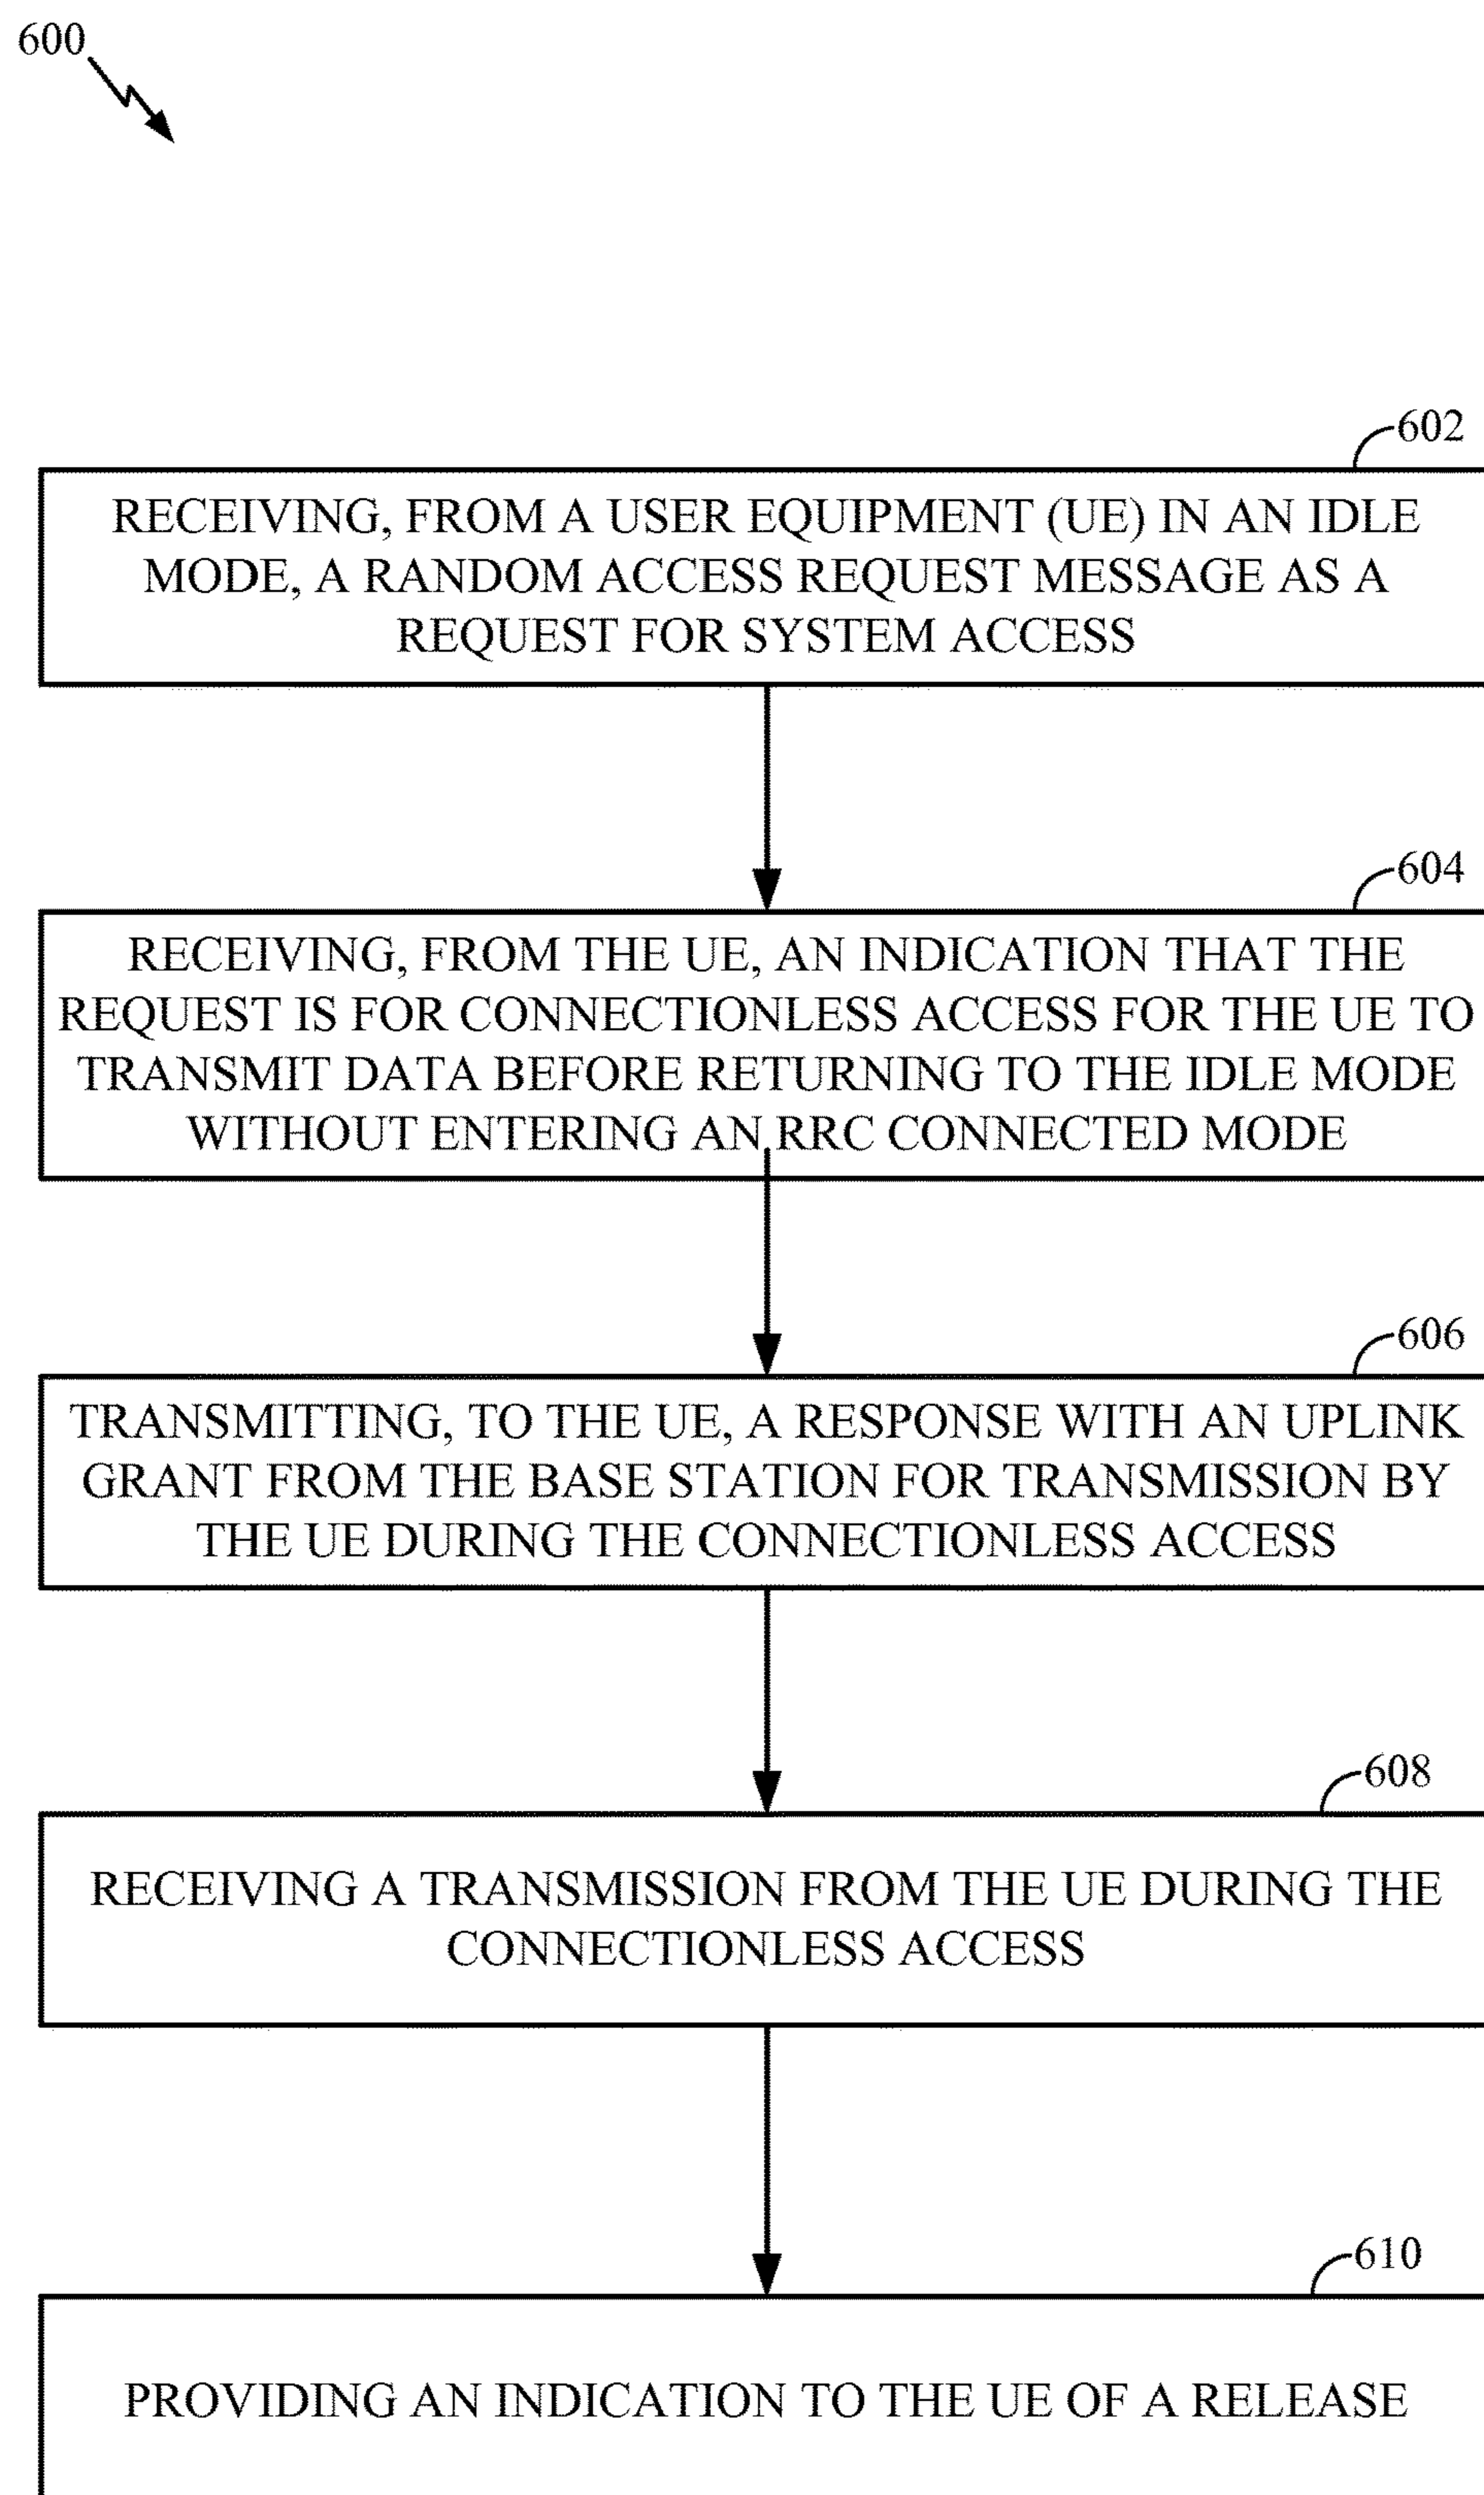 600
602
RECEIVING, FROM A USER EQUIPMENT (UE) IN AN IDLE
MODE, A RANDOM ACCESS REQUEST MESSAGE AS A
REQUEST FOR SYSTEM ACCESS
604
RECEIVING, FROM THE UE, AN INDICATION THAT THE
REQUEST IS FOR CONNECTIONLESS ACCESS FOR THE UE TO
TRANSMIT DATA BEFORE RETURNING TO THE IDLE MODE
WITHOUT ENTERING AN RRC CONNECTED MODE
606
TRANSMITTING, TO THE UE, A RESPONSE WITH AN UPLINK
GRANT FROM THE BASE STATION FOR TRANSMISSION BY
THE UE DURING THE CONNECTIONLESS ACCESS
608
RECEIVING A TRANSMISSION FROM THE UE DURING THE
CONNECTIONLESS ACCESS
610
PROVIDING AN INDICATION TO THE UE OF A RELEASE